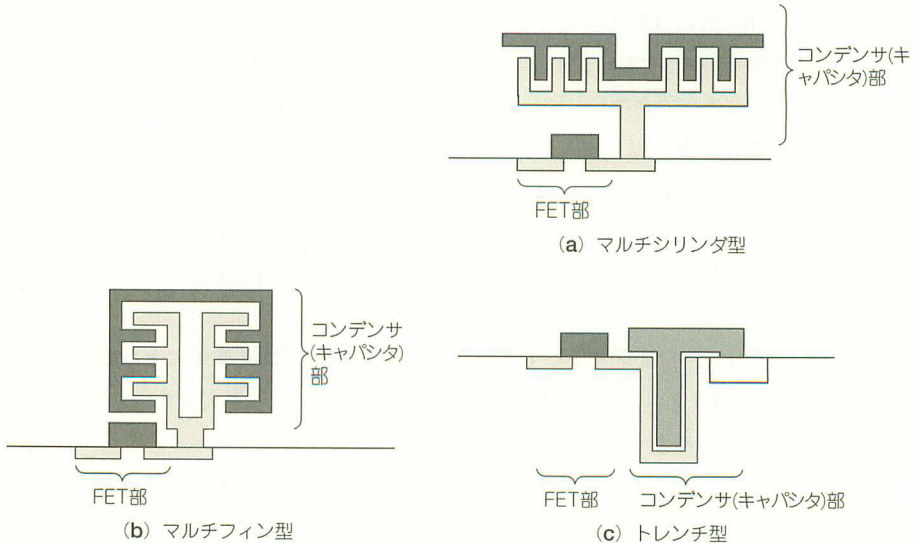 コンデンサ(キ
ャパシタ)部
FET部
(a) マルチシリンダ型
コンデンサ
(キャパシタ)
部
FET部
(b) マルチフィン型
FET部
コンデンサ(キャパシタ)部
(c) トレンチ型